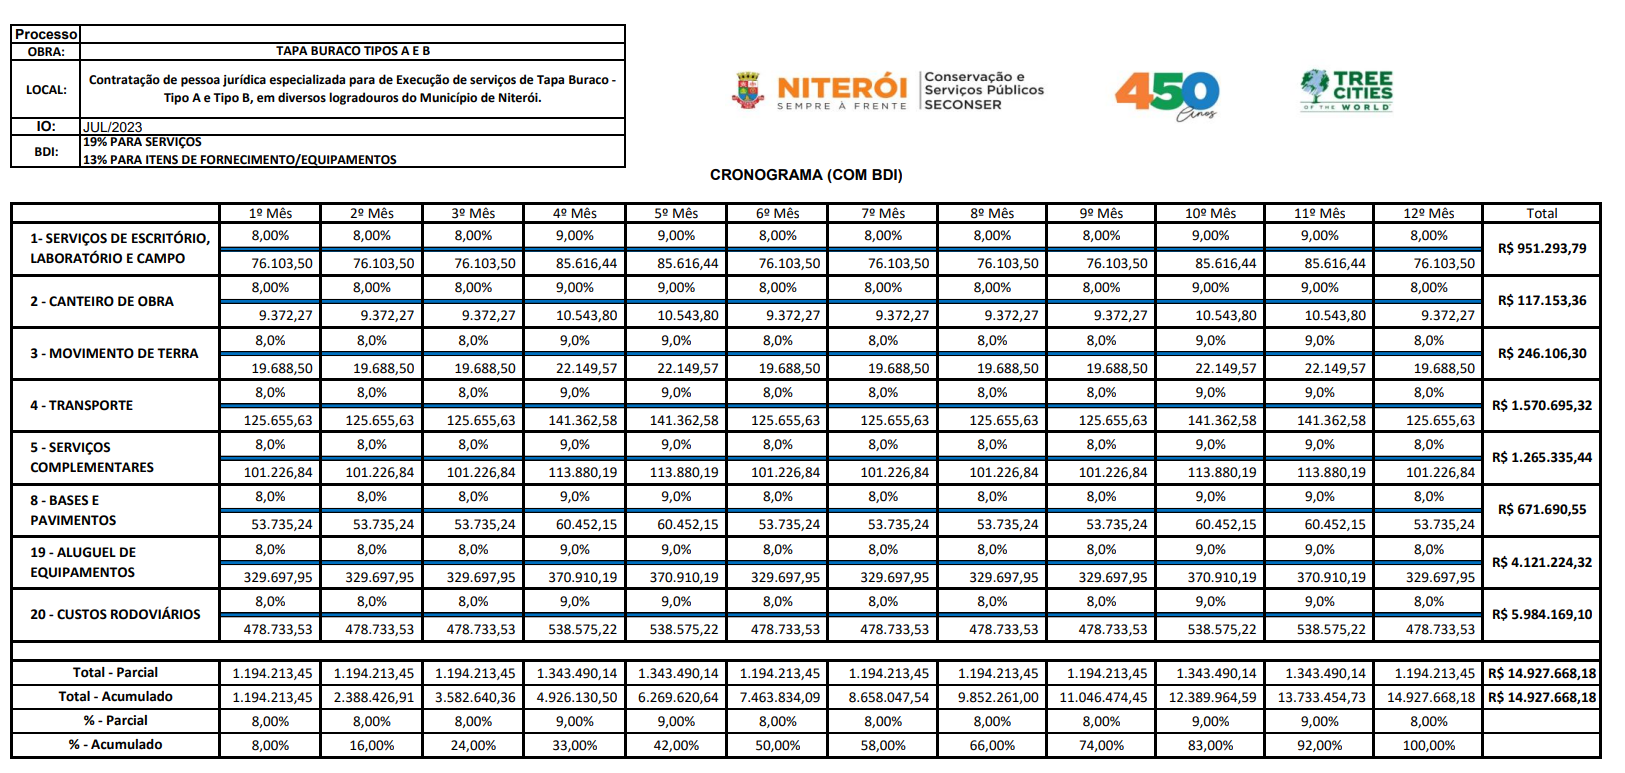 Processo
OBRA: TAPA BURACO TIPOS A E B
LOCAL: Contratação de pessoa jurídica especializada para de Execução de serviços de Tapa Buraco -
Tipo A e Tipo B, em diversos logradouros do Município de Niterói.
IO: JUL/2023
BDI: 19% PARA SERVIÇOS
13% PARA ITENS DE FORNECIMENTO/EQUIPAMENTOS
NITERÓI
SEMPRE À FRENTE
Conservação e
Serviços Públicos
SECONSER
450
Anos
TREE
CITIES
OF THE WORLD
CRONOGRAMA (COM BDI)
1º Mês 2º Mês 3º Mês 4º Mês 5º Mês 6º Mês 7º Mês 8º Mês 9º Mês 10º Mês 11º Mês 12º Mês Total
1- SERVIÇOS DE ESCRITÓRIO,
LABORATÓRIO E CAMPO
8,00% 8,00% 8,00% 9,00% 9,00% 8,00% 8,00% 8,00% 8,00% 9,00% 9,00% 8,00%
76.103,50 76.103,50 76.103,50 85.616,44 85.616,44 76.103,50 76.103,50 76.103,50 76.103,50 85.616,44 85.616,44 76.103,50
R$ 951.293,79
2 - CANTEIRO DE OBRA
8,00% 8,00% 8,00% 9,00% 9,00% 8,00% 8,00% 8,00% 8,00% 9,00% 9,00% 8,00%
9.372,27 9.372,27 9.372,27 10.543,80 10.543,80 9.372,27 9.372,27 9.372,27 9.372,27 10.543,80 10.543,80 9.372,27
R$ 117.153,36
3 - MOVIMENTO DE TERRA
8,0% 8,0% 8,0% 9,0% 9,0% 8,0% 8,0% 8,0% 8,0% 9,0% 9,0% 8,0%
19.688,50 19.688,50 19.688,50 22.149,57 22.149,57 19.688,50 19.688,50 19.688,50 19.688,50 22.149,57 22.149,57 19.688,50
R$ 246.106,30
4 - TRANSPORTE
8,0% 8,0% 8,0% 9,0% 9,0% 8,0% 8,0% 8,0% 8,0% 9,0% 9,0% 8,0%
125.655,63 125.655,63 125.655,63 141.362,58 141.362,58 125.655,63 125.655,63 125.655,63 125.655,63 141.362,58 141.362,58 125.655,63
R$ 1.570.695,32
5 - SERVIÇOS
COMPLEMENTARES
8,0% 8,0% 8,0% 9,0% 9,0% 8,0% 8,0% 8,0% 8,0% 9,0% 9,0% 8,0%
101.226,84 101.226,84 101.226,84 113.880,19 113.880,19 101.226,84 101.226,84 101.226,84 101.226,84 113.880,19 113.880,19 101.226,84
R$ 1.265.335,44
8 - BASES E
PAVIMENTOS
8,0% 8,0% 8,0% 9,0% 9,0% 8,0% 8,0% 8,0% 8,0% 9,0% 9,0% 8,0%
53.735,24 53.735,24 53.735,24 60.452,15 60.452,15 53.735,24 53.735,24 53.735,24 53.735,24 60.452,15 60.452,15 53.735,24
R$ 671.690,55
19 - ALUGUEL DE
EQUIPAMENTOS
8,0% 8,0% 8,0% 9,0% 9,0% 8,0% 8,0% 8,0% 8,0% 9,0% 9,0% 8,0%
329.697,95 329.697,95 329.697,95 370.910,19 370.910,19 329.697,95 329.697,95 329.697,95 329.697,95 370.910,19 370.910,19 329.697,95
R$ 4.121.224,32
20 - CUSTOS RODOVIÁRIOS
8,0% 8,0% 8,0% 9,0% 9,0% 8,0% 8,0% 8,0% 8,0% 9,0% 9,0% 8,0%
478.733,53 478.733,53 478.733,53 538.575,22 538.575,22 478.733,53 478.733,53 478.733,53 478.733,53 538.575,22 538.575,22 478.733,53
R$ 5.984.169,10
Total - Parcial 1.194.213,45 1.194.213,45 1.194.213,45 1.343.490,14 1.343.490,14 1.194.213,45 1.194.213,45 1.194.213,45 1.194.213,45 1.343.490,14 1.343.490,14 1.194.213,45 R$ 14.927.668,18
Total - Acumulado 1.194.213,45 2.388.426,91 3.582.640,36 4.926.130,50 6.269.620,64 7.463.834,09 8.658.047,54 9.852.261,00 11.046.474,45 12.389.964,59 13.733.454,73 14.927.668,18 R$ 14.927.668,18
% - Parcial 8,00% 8,00% 8,00% 9,00% 9,00% 8,00% 8,00% 8,00% 8,00% 9,00% 9,00% 8,00%
% - Acumulado 8,00% 16,00% 24,00% 33,00% 42,00% 50,00% 58,00% 66,00% 74,00% 83,00% 92,00% 100,00%